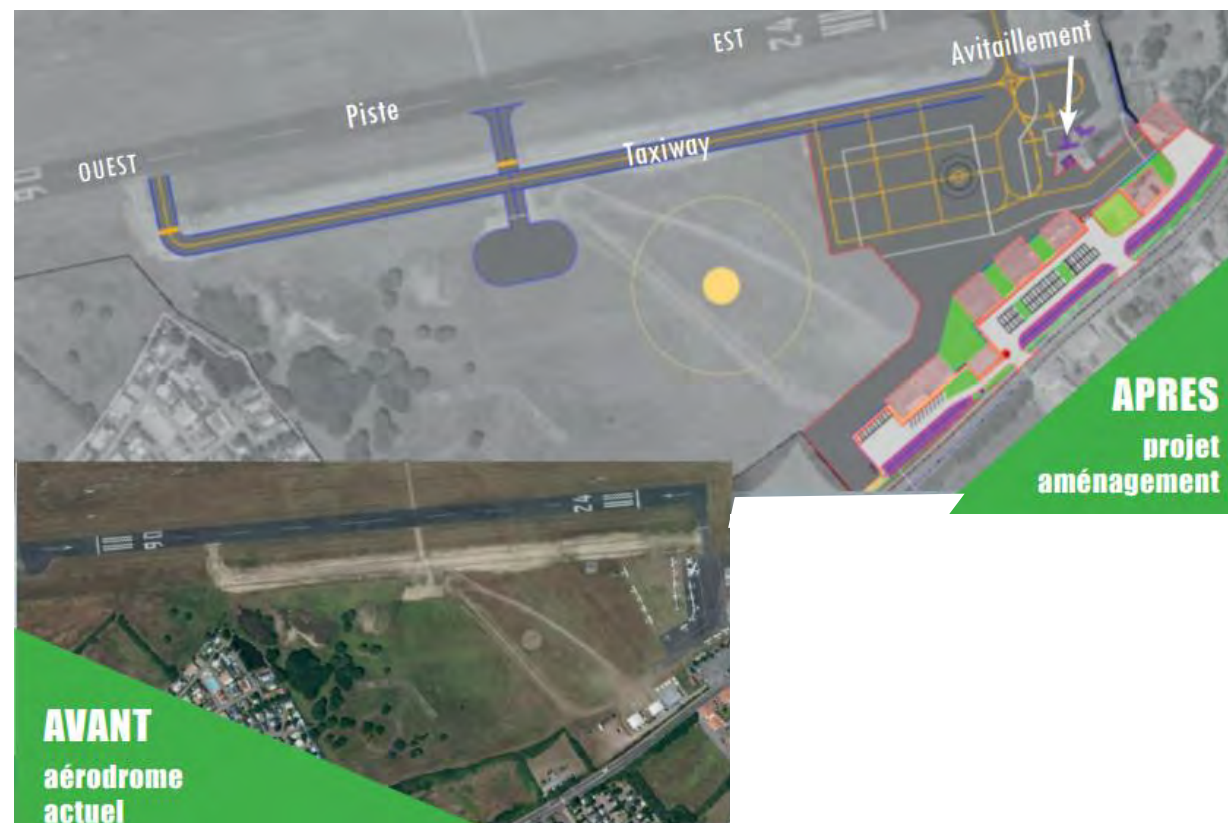 EST
24
Avitaillement
Piste
OUEST
Taxiway
06
APRES
projet
aménagement
24
06
AVANT
aérodrome
actuel